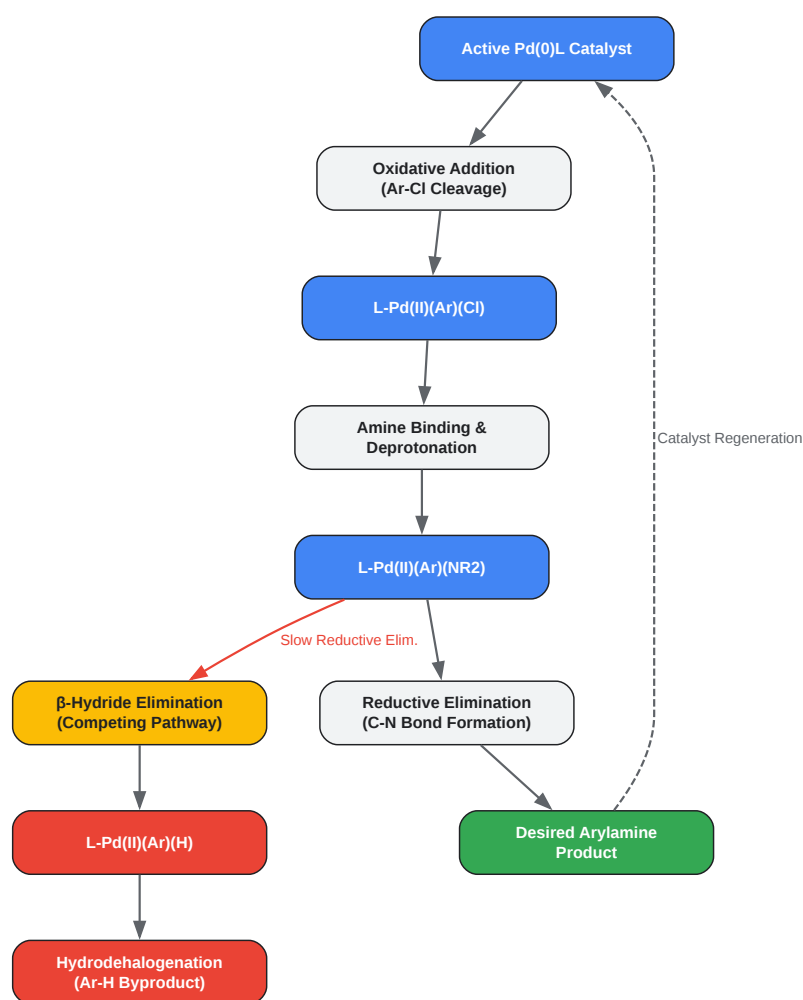 Active Pd(0)L Catalyst
Oxidative Addition
(Ar-Cl Cleavage)
L-Pd(II)(Ar)(Cl)
Amine Binding &
Deprotonation
Catalyst Regeneration
L-Pd(II)(Ar)(NR2)
Slow Reductive Elim.
β-Hydride Elimination
(Competing Pathway)
Reductive Elimination
(C-N Bond Formation)
L-Pd(II)(Ar)(H)
Desired Arylamine
Product
Hydrodehalogenation
(Ar-H Byproduct)